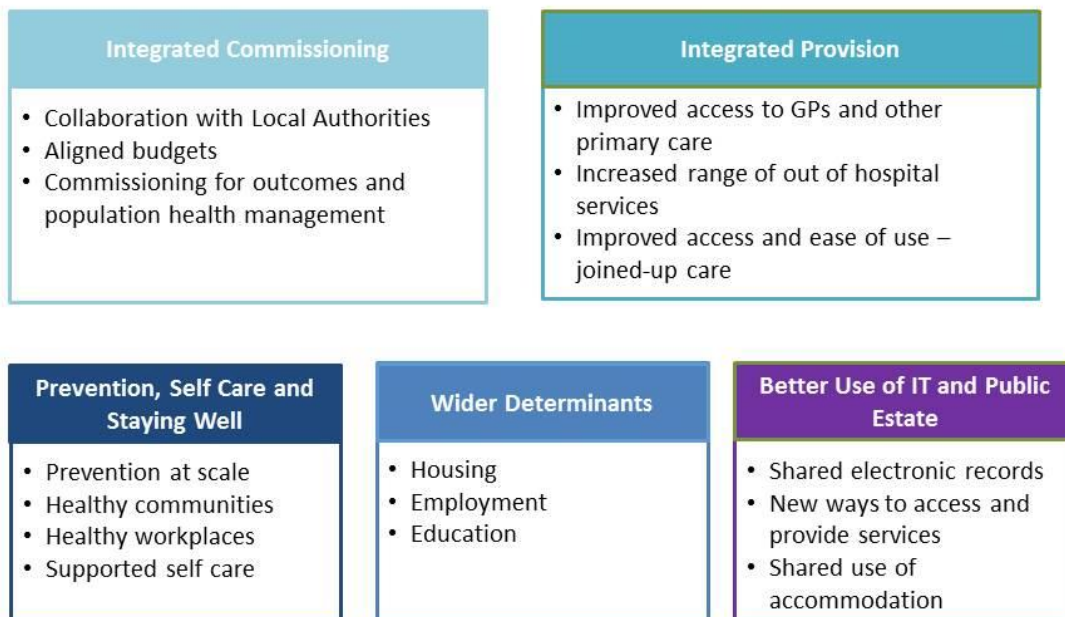 Integrated Commissioning
• Collaboration with Local Authorities
• Aligned budgets
• Commissioning for outcomes and
population health management
Integrated Provision
• Improved access to GPs and other
primary care
• Increased range of out of hospital
services
• Improved access and ease of use –
joined-up care
Prevention, Self Care and
Staying Well
• Prevention at scale
• Healthy communities
• Healthy workplaces
• Supported self care
Wider Determinants
• Housing
• Employment
• Education
Better Use of IT and Public
Estate
• Shared electronic records
• New ways to access and
provide services
• Shared use of
accommodation